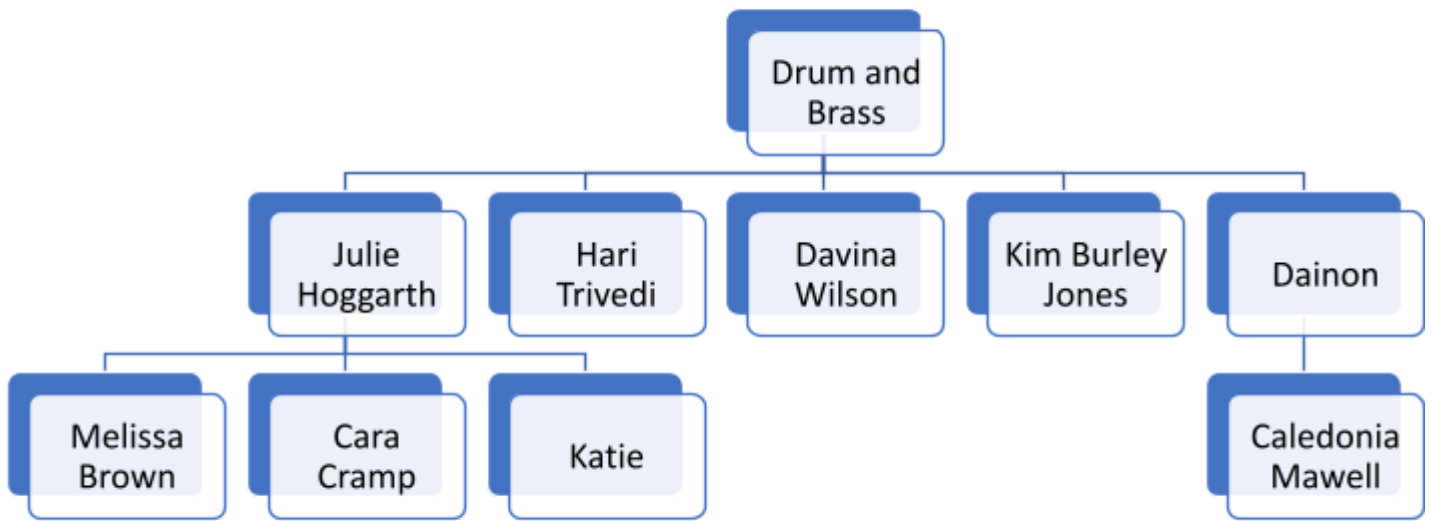 Drum and
Brass
Julie
Hoggarth
Hari
Trivedi
Davina
Wilson
Kim Burley
Jones
Dainon
Melissa
Brown
Cara
Cramp
Katie
Caledonia
Mawell